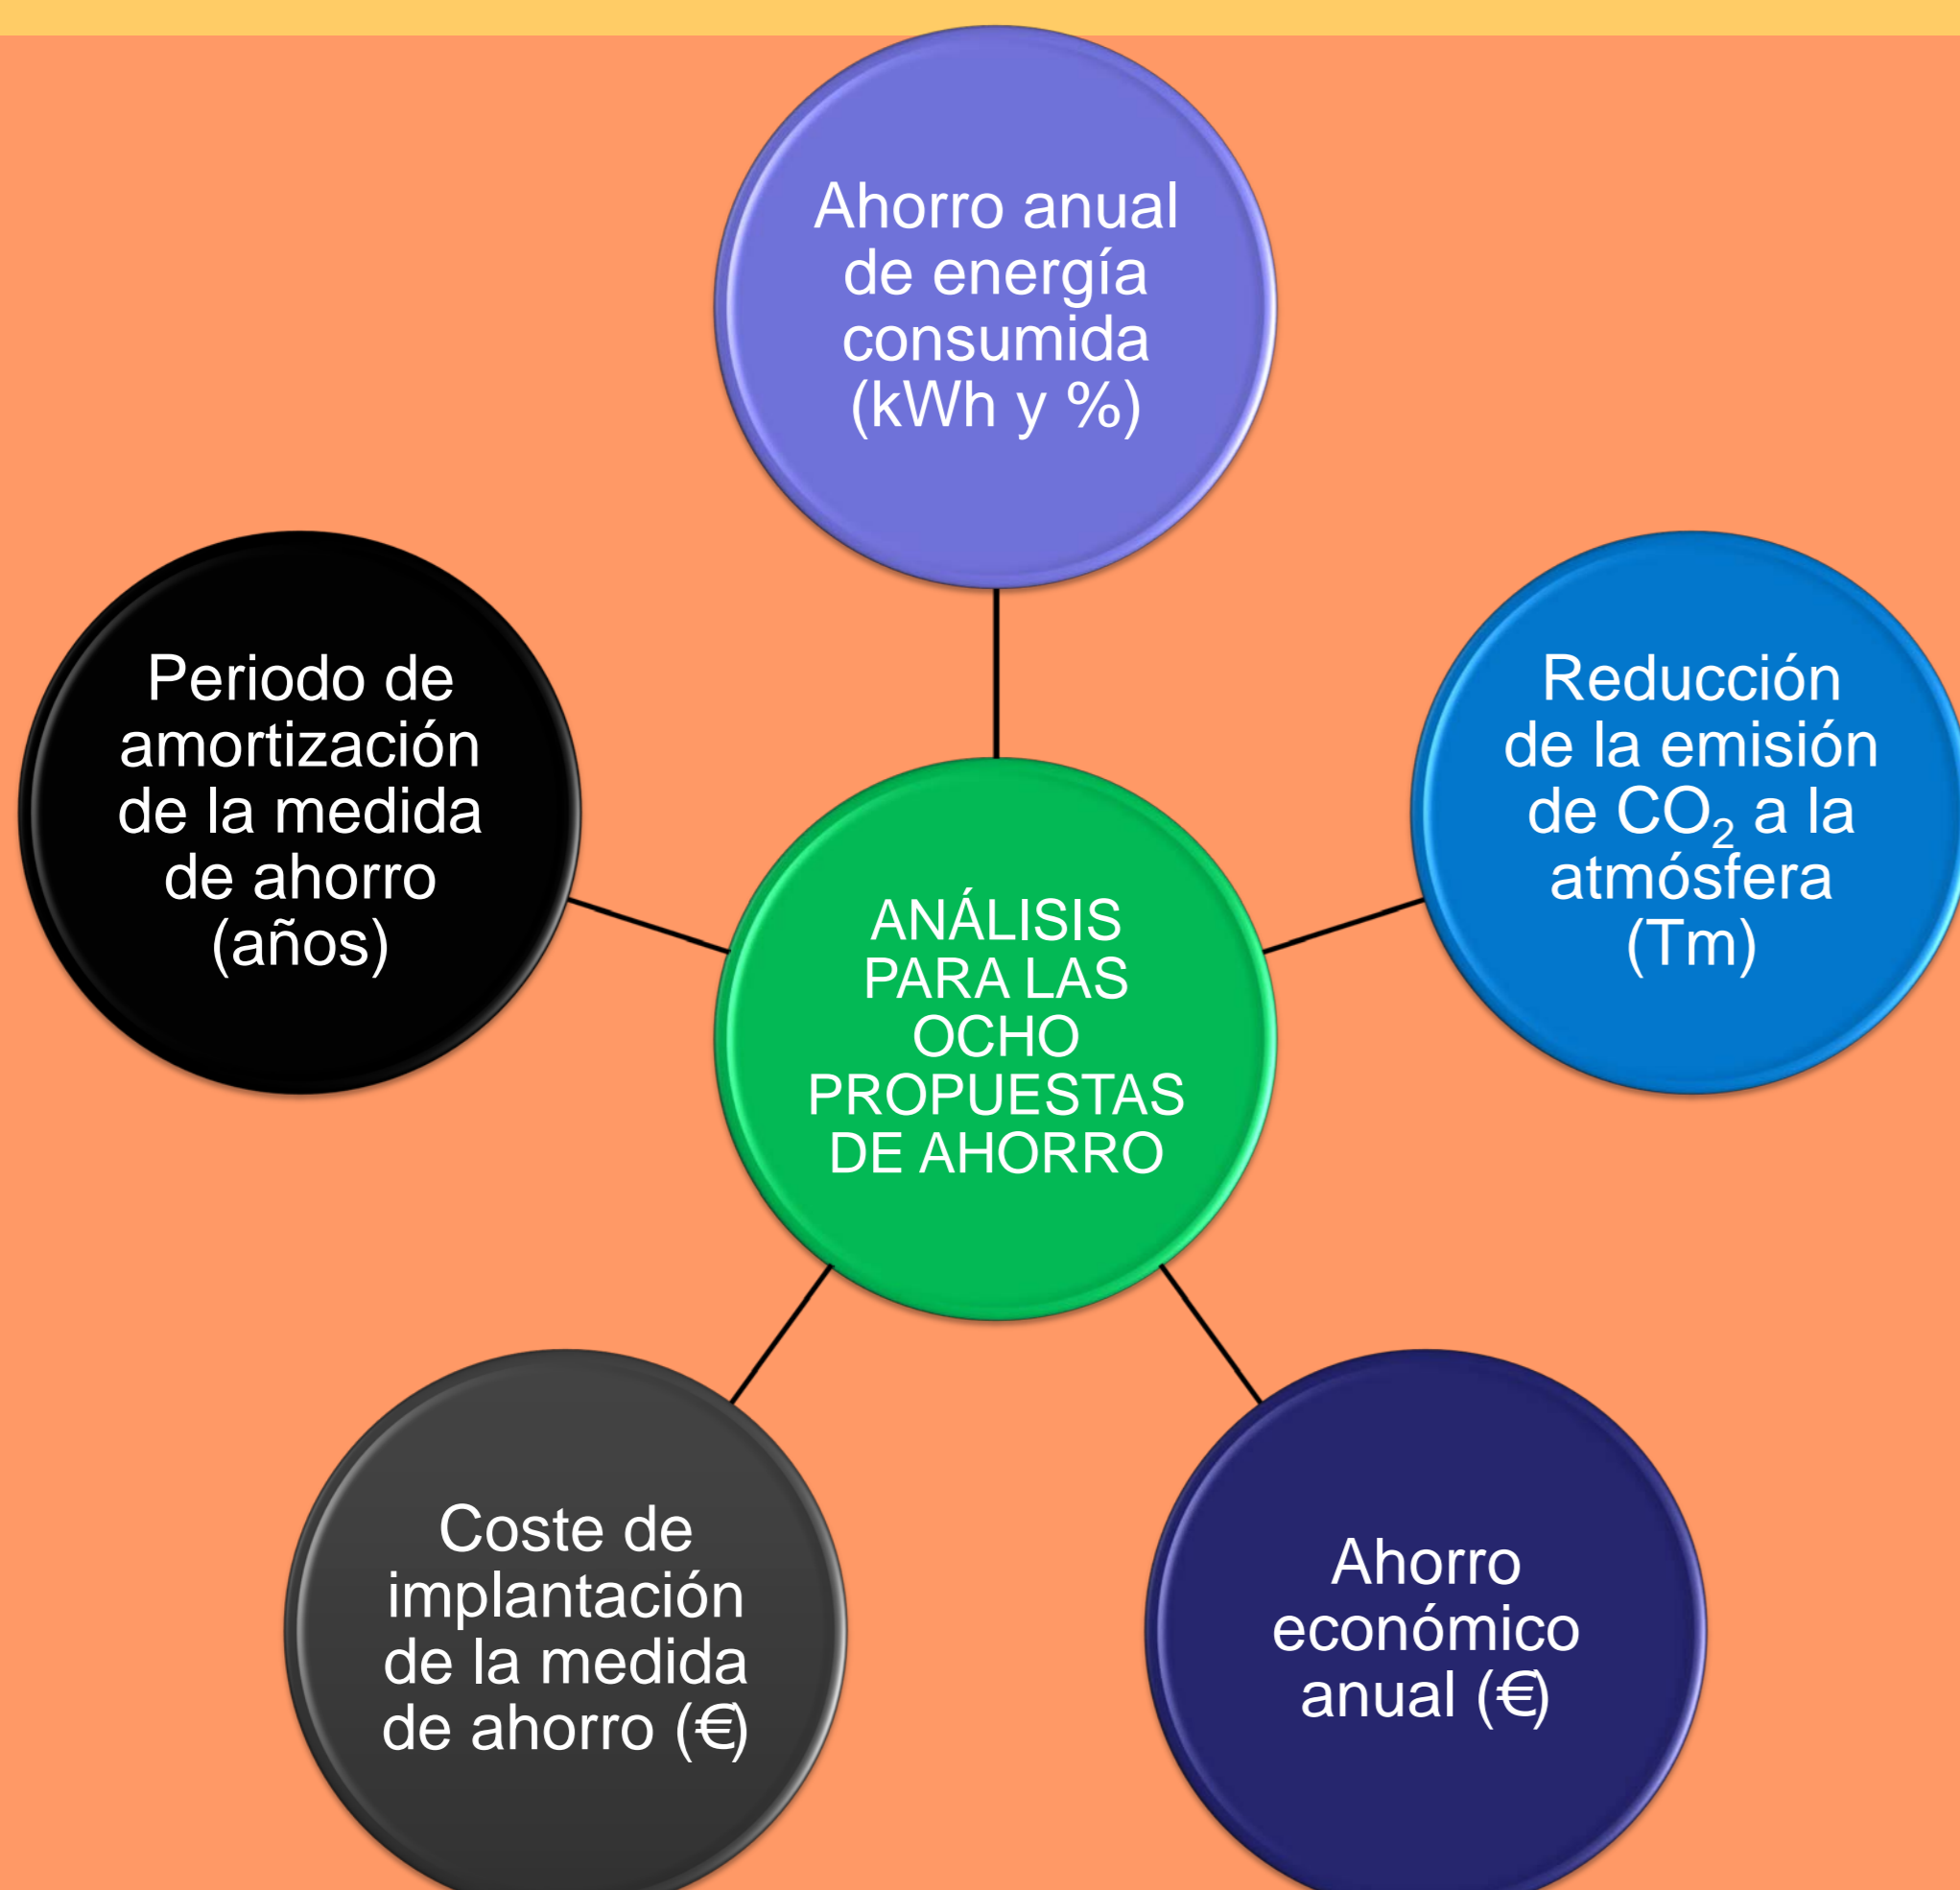 Ahorro anual
de energía
consumida
(kWh y %)
Periodo de
amortización
de la medida
de ahorro
(años)
Reducción
de la emisión
de CO₂ a la
atmósfera
(Tm)
ANÁLISIS
PARA LAS
OCHO
PROPUESTAS
DE AHORRO
Coste de
implantación
de la medida
de ahorro (€)
Ahorro
económico
anual (€)